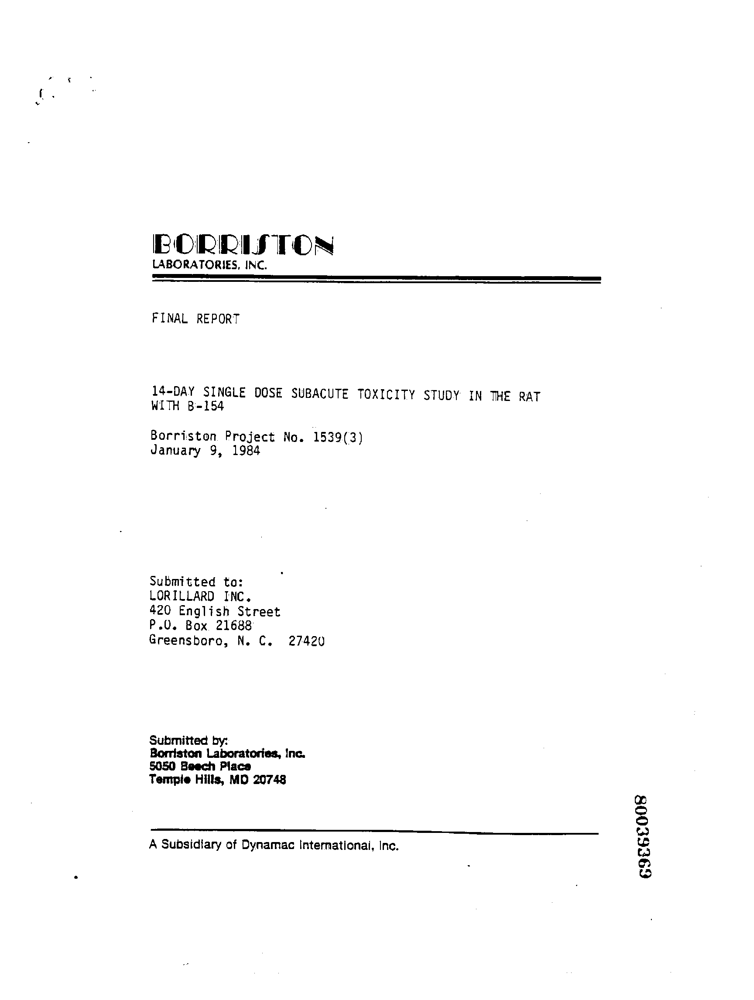 BORRISTON
LABORATORIES, INC.
FINAL REPORT
14-DAY SINGLE DOSE SUBACUTE TOXICITY STUDY IN THE RAT
WITH B-154
Borriston Project No. 1539(3)
January 9, 1984
Submitted to:
LORILLARD INC.
420 English Street
P.O. Box 21688
Greensboro, N. C. 27420
Submitted by:
Borriston Laboratories, Inc.
5050 Beech Place
Temple Hills, MD 20748
A Subsidiary of Dynamac International, Inc.
80039369